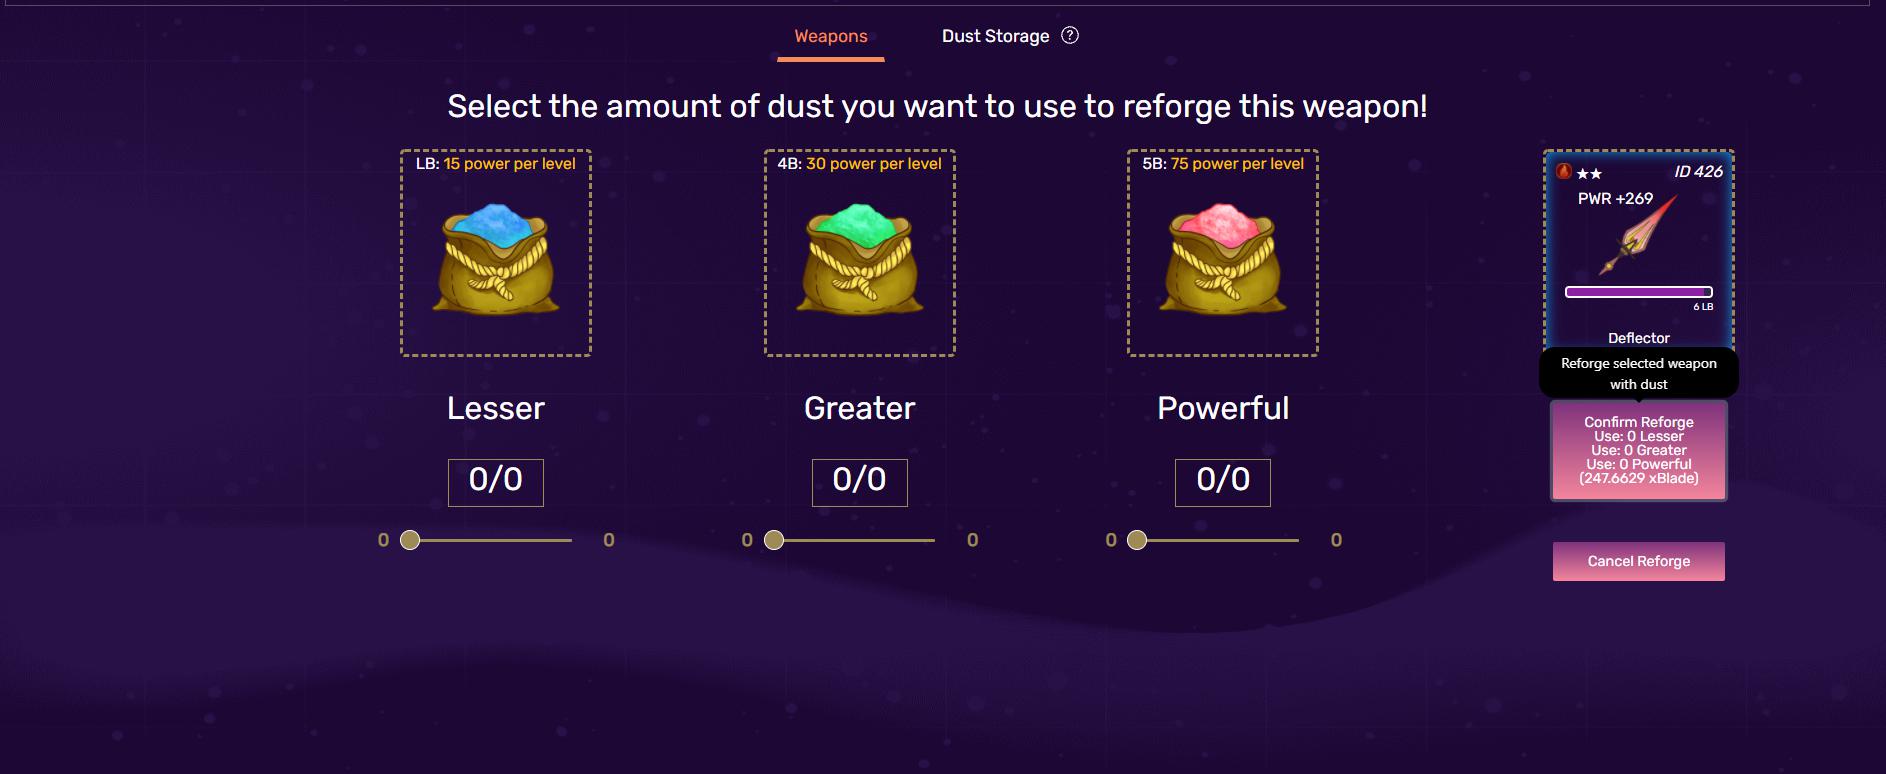 Weapons
Dust Storage ?
Select the amount of dust you want to use to reforge this weapon!
LB: 15 power per level
Lesser
0/0
0 0
4B: 30 power per level
Greater
0/0
0 0
5B: 75 power per level
Powerful
0/0
0 0
ID 426
PWR +269
6 LB
Deflector
Reforge selected weapon
with dust
Confirm Reforge
Use: 0 Lesser
Use: 0 Greater
Use: 0 Powerful
(247.6629 xBlade)
Cancel Reforge